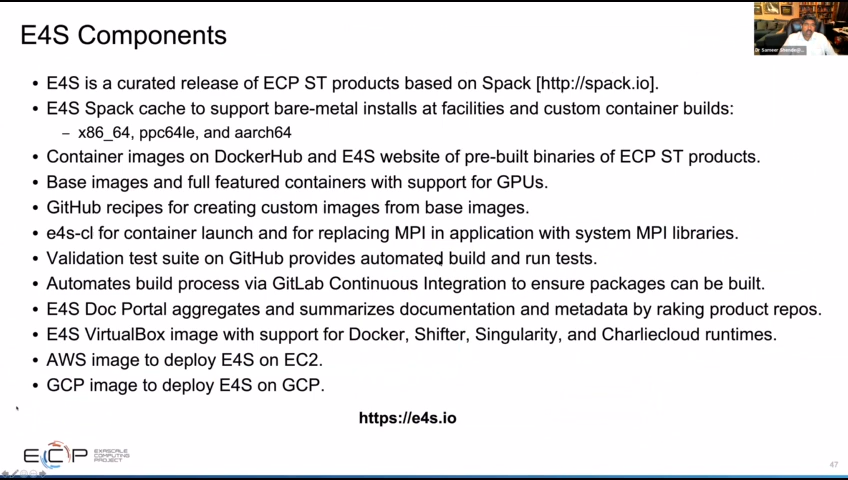 E4S Components
• E4S is a curated release of ECP ST products based on Spack [http://spack.io].
• E4S Spack cache to support bare-metal installs at facilities and custom container builds:
– x86_64, ppc64le, and aarch64
• Container images on DockerHub and E4S website of pre-built binaries of ECP ST products.
• Base images and full featured containers with support for GPUs.
• GitHub recipes for creating custom images from base images.
• e4s-cl for container launch and for replacing MPI in application with system MPI libraries.
• Validation test suite on GitHub provides automated build and run tests.
• Automates build process via GitLab Continuous Integration to ensure packages can be built.
• E4S Doc Portal aggregates and summarizes documentation and metadata by raking product repos.
• E4S VirtualBox image with support for Docker, Shifter, Singularity, and Charliecloud runtimes.
• AWS image to deploy E4S on EC2.
• GCP image to deploy E4S on GCP.
https://e4s.io
ECP
EXASCALE
COMPUTING
PROJECT
47